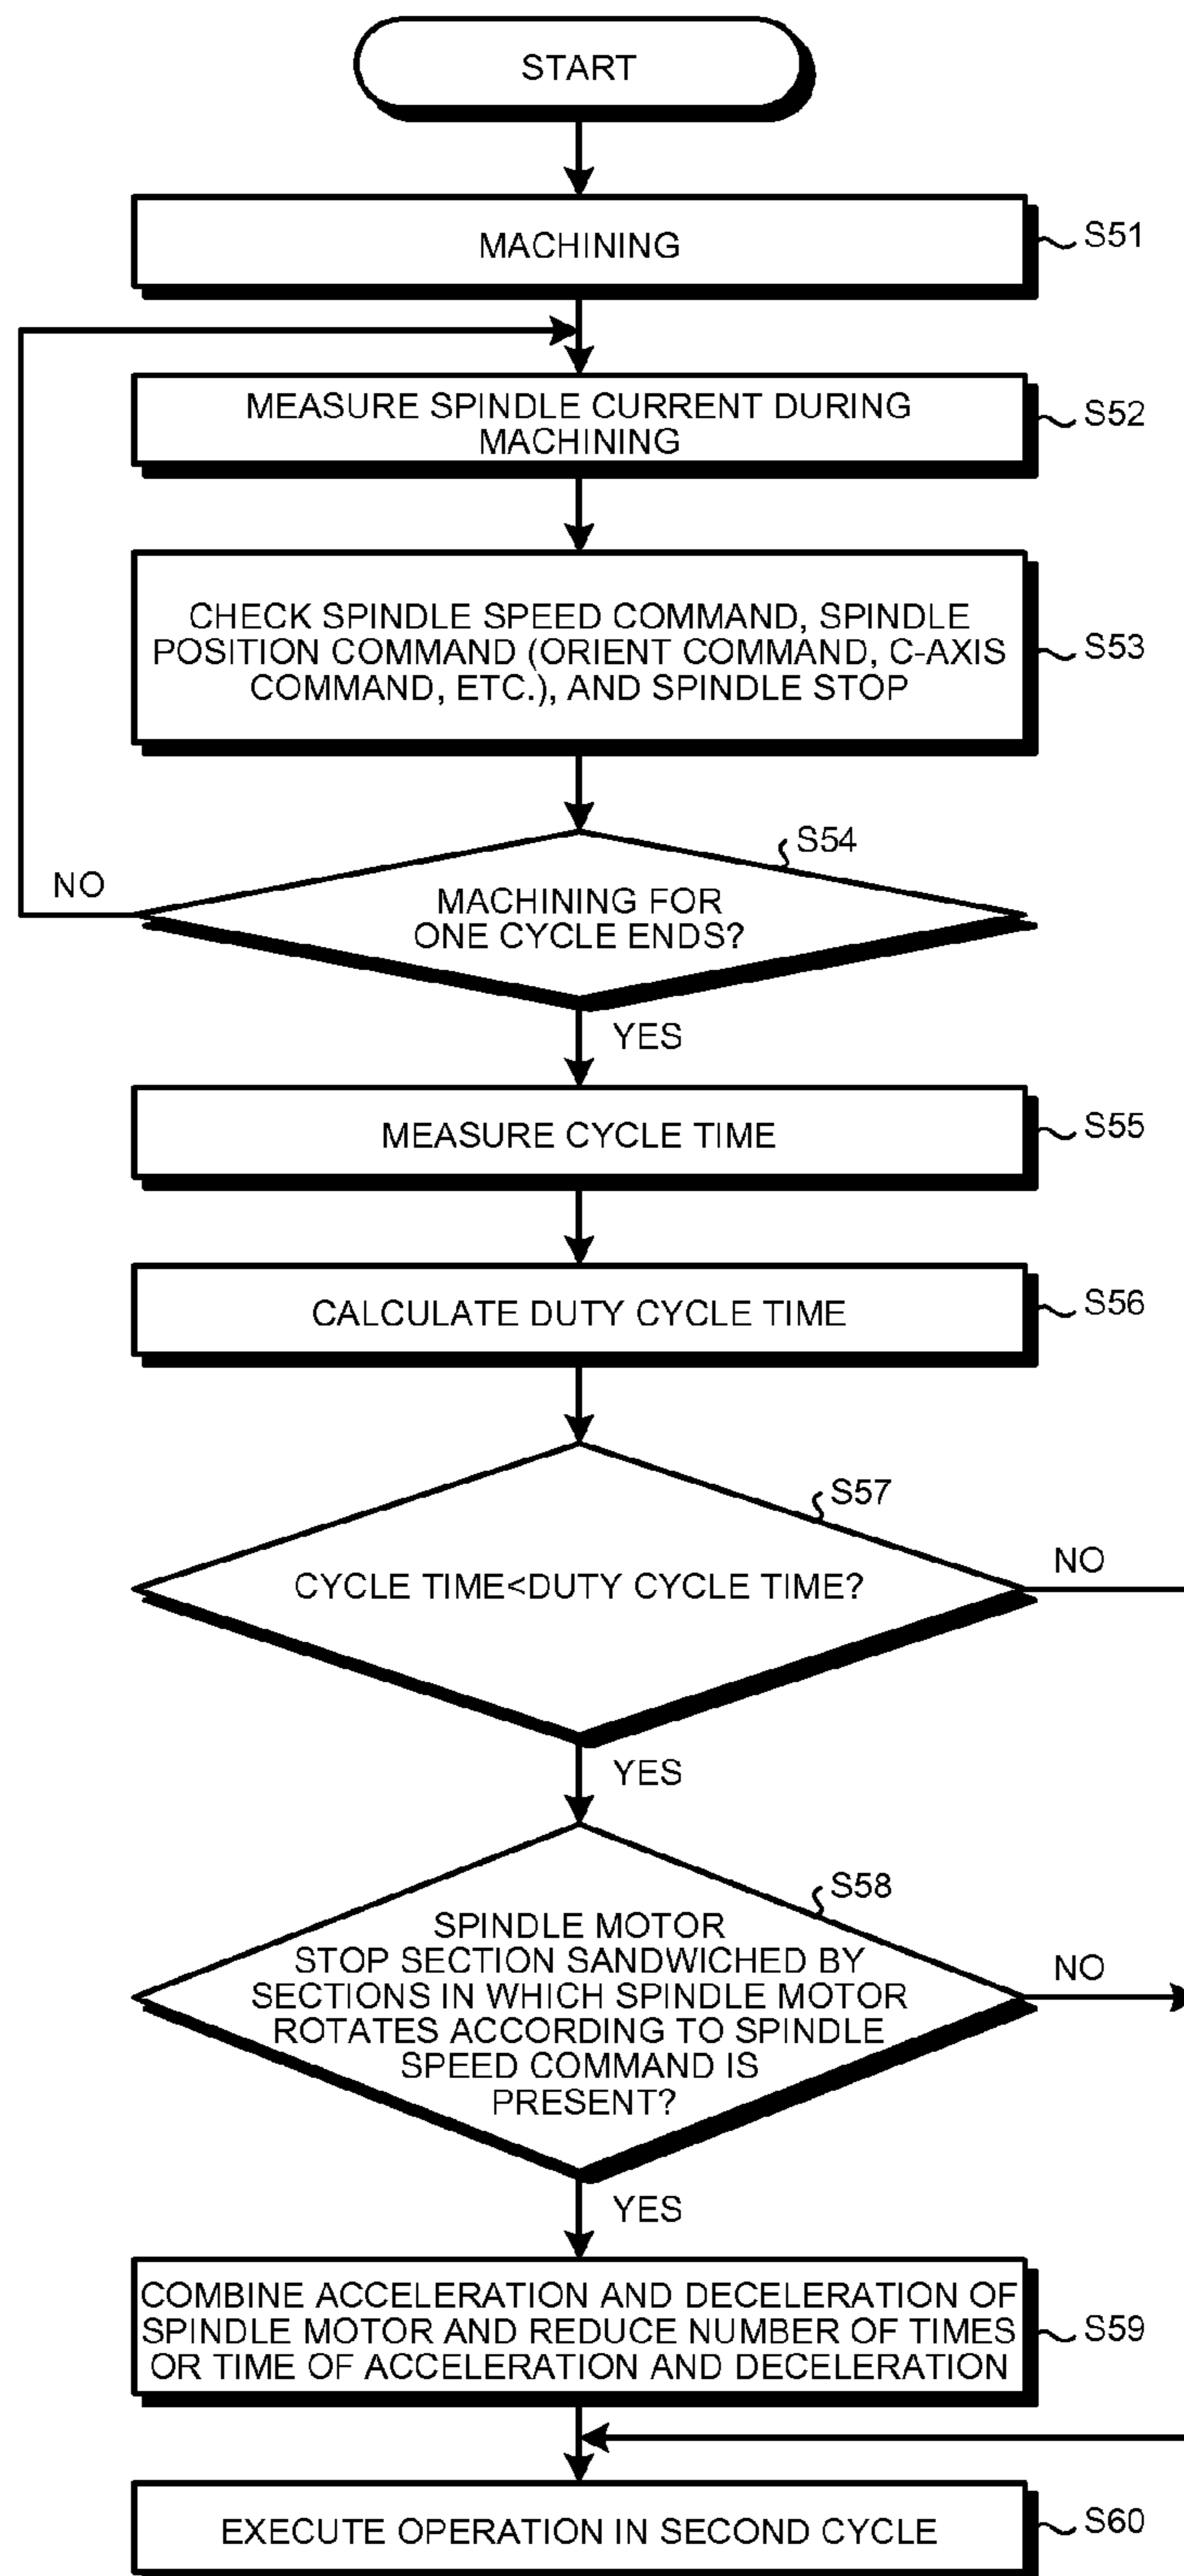 START
MACHINING
S51
MEASURE SPINDLE CURRENT DURING
MACHINING
S52
CHECK SPINDLE SPEED COMMAND, SPINDLE
POSITION COMMAND (ORIENT COMMAND, C-AXIS
COMMAND, ETC.), AND SPINDLE STOP
S53
S54
NO
MACHINING FOR
ONE CYCLE ENDS?
YES
MEASURE CYCLE TIME
S55
CALCULATE DUTY CYCLE TIME
S56
S57
CYCLE TIME<DUTY CYCLE TIME?
NO
YES
S58
SPINDLE MOTOR
STOP SECTION SANDWICHED BY
SECTIONS IN WHICH SPINDLE MOTOR
ROTATES ACCORDING TO SPINDLE
SPEED COMMAND IS
PRESENT?
NO
YES
COMBINE ACCELERATION AND DECELERATION OF
SPINDLE MOTOR AND REDUCE NUMBER OF TIMES
OR TIME OF ACCELERATION AND DECELERATION
S59
EXECUTE OPERATION IN SECOND CYCLE
S60